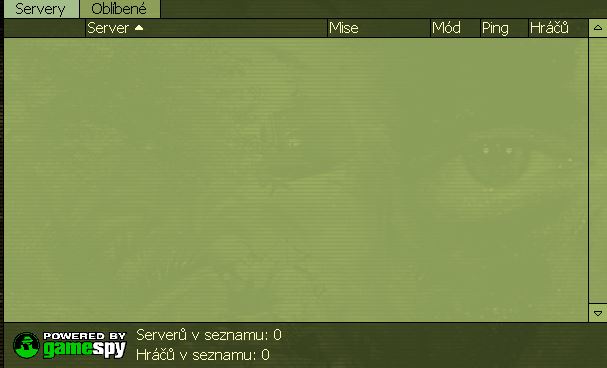 Servery Oblíbené
Server Mise Mód Ping Hráčů
POWERED BY
gamespy
Serverů v seznamu: 0
Hráčů v seznamu: 0